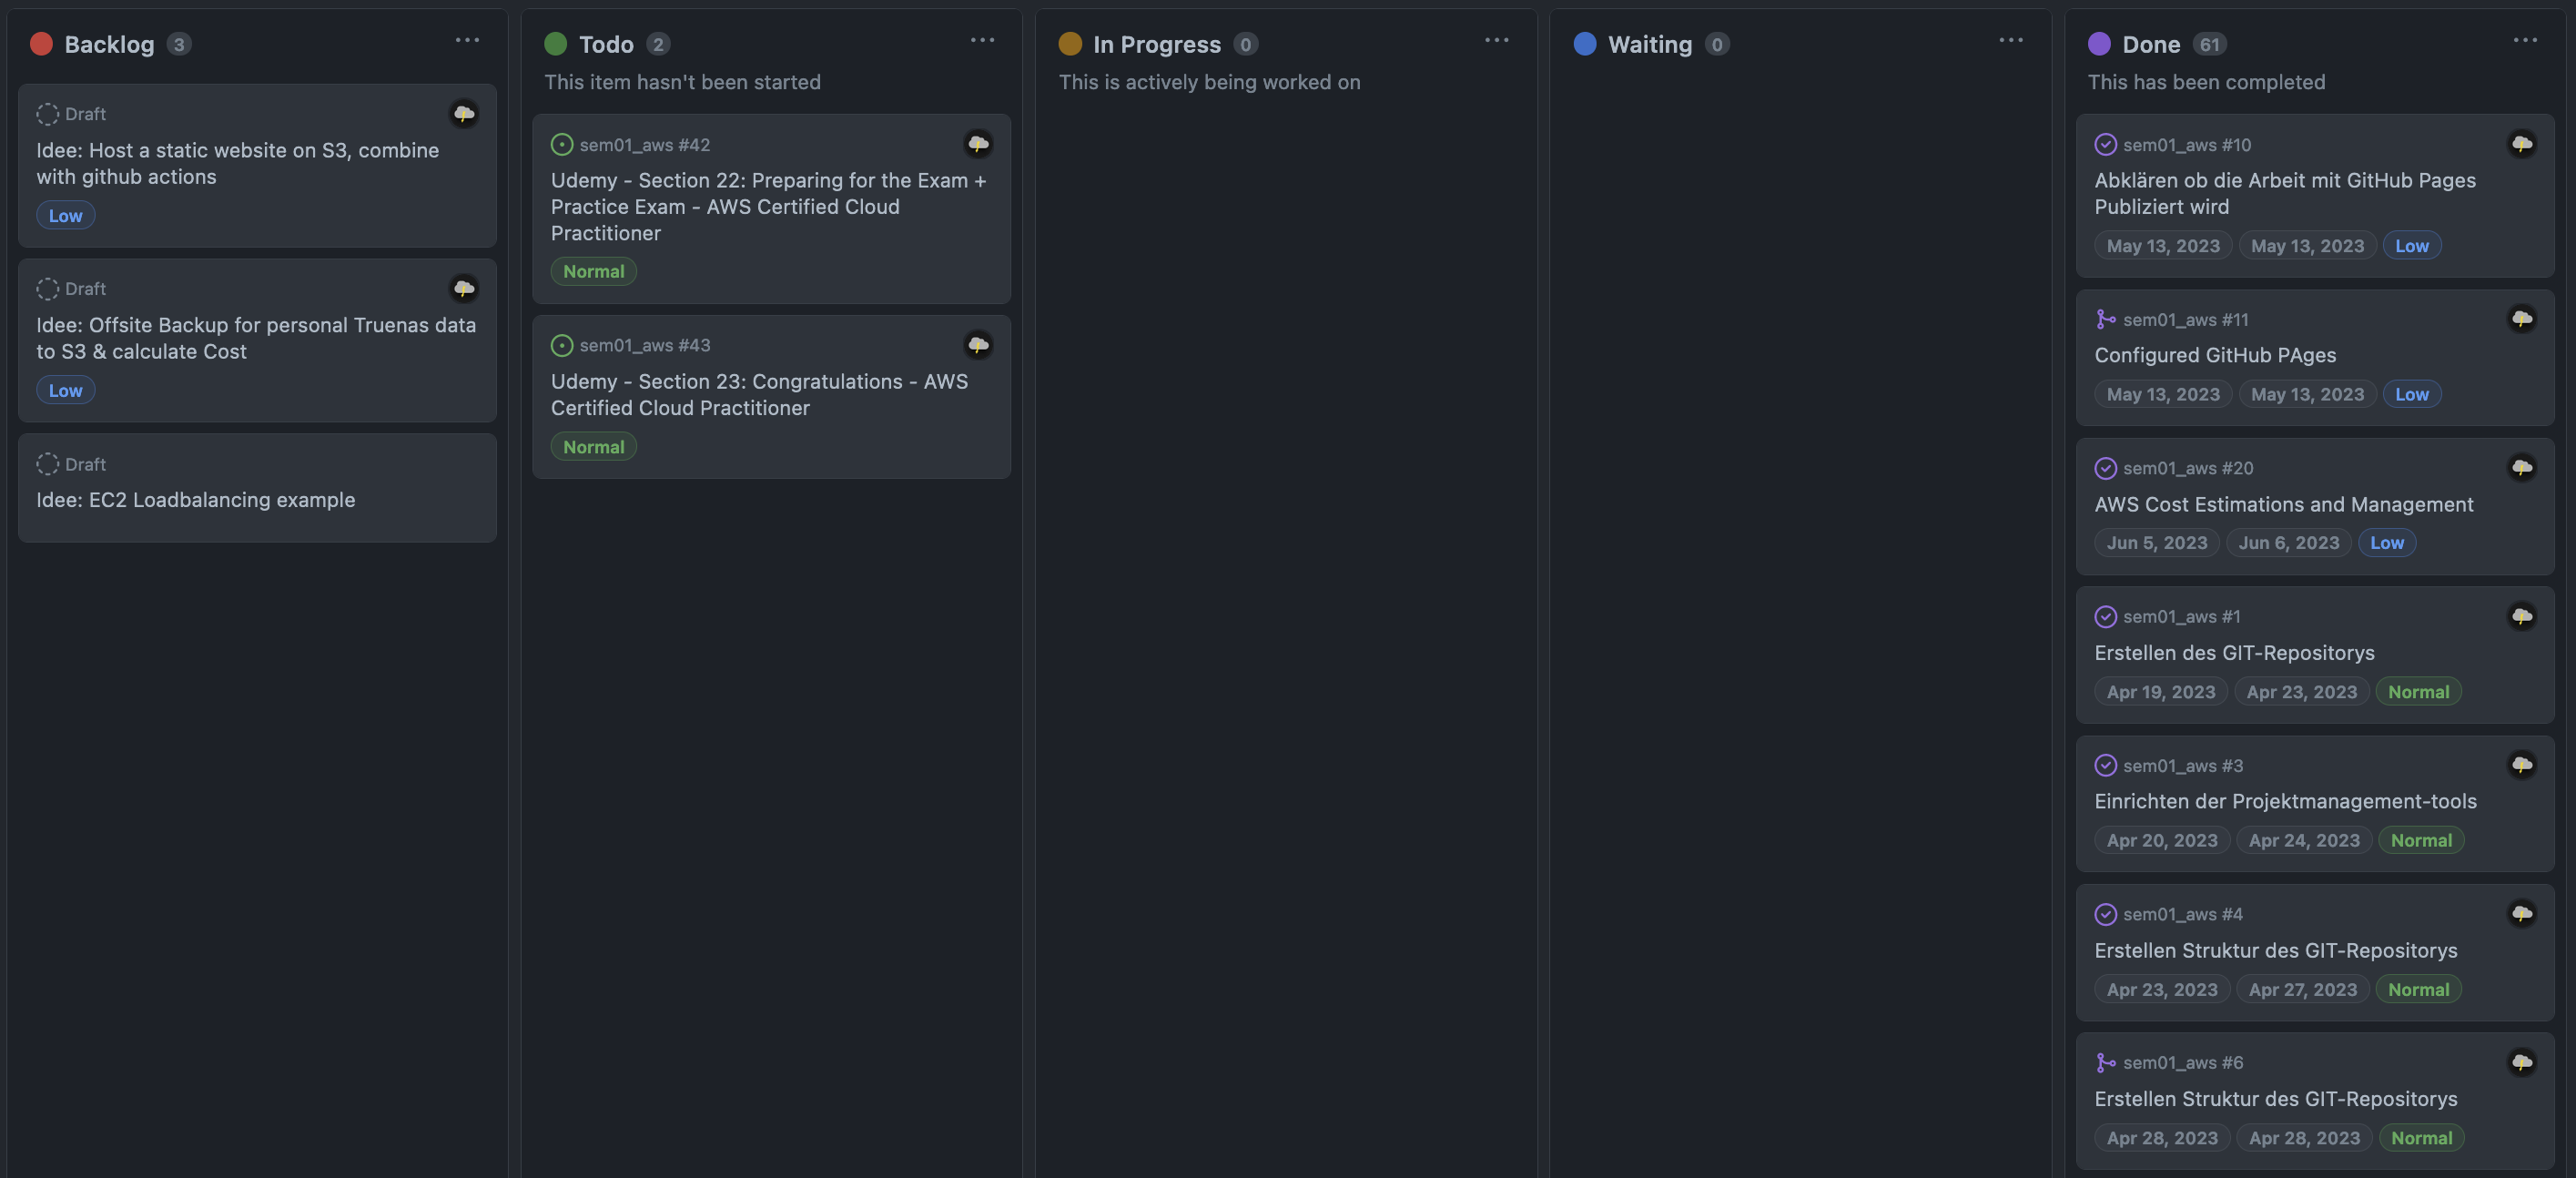 Backlog 3
Draft
Idee: Host a static website on S3, combine
with github actions
Low
Draft
Idee: Offsite Backup for personal Truenas data
to S3 & calculate Cost
Low
Draft
Idee: EC2 Loadbalancing example
Todo 2
This item hasn't been started
sem01_aws #42
Udemy - Section 22: Preparing for the Exam +
Practice Exam - AWS Certified Cloud
Practitioner
Normal
sem01_aws #43
Udemy - Section 23: Congratulations - AWS
Certified Cloud Practitioner
Normal
In Progress 0
This is actively being worked on
Waiting 0
Done 61
This has been completed
sem01_aws #10
Abklären ob die Arbeit mit GitHub Pages
Publiziert wird
May 13, 2023 May 13, 2023 Low
sem01_aws #11
Configured GitHub PAges
May 13, 2023 May 13, 2023 Low
sem01_aws #20
AWS Cost Estimations and Management
Jun 5, 2023 Jun 6, 2023 Low
sem01_aws #1
Erstellen des GIT-Repositorys
Apr 19, 2023 Apr 23, 2023 Normal
sem01_aws #3
Einrichten der Projektmanagement-tools
Apr 20, 2023 Apr 24, 2023 Normal
sem01_aws #4
Erstellen Struktur des GIT-Repositorys
Apr 23, 2023 Apr 27, 2023 Normal
sem01_aws #6
Erstellen Struktur des GIT-Repositorys
Apr 28, 2023 Apr 28, 2023 Normal